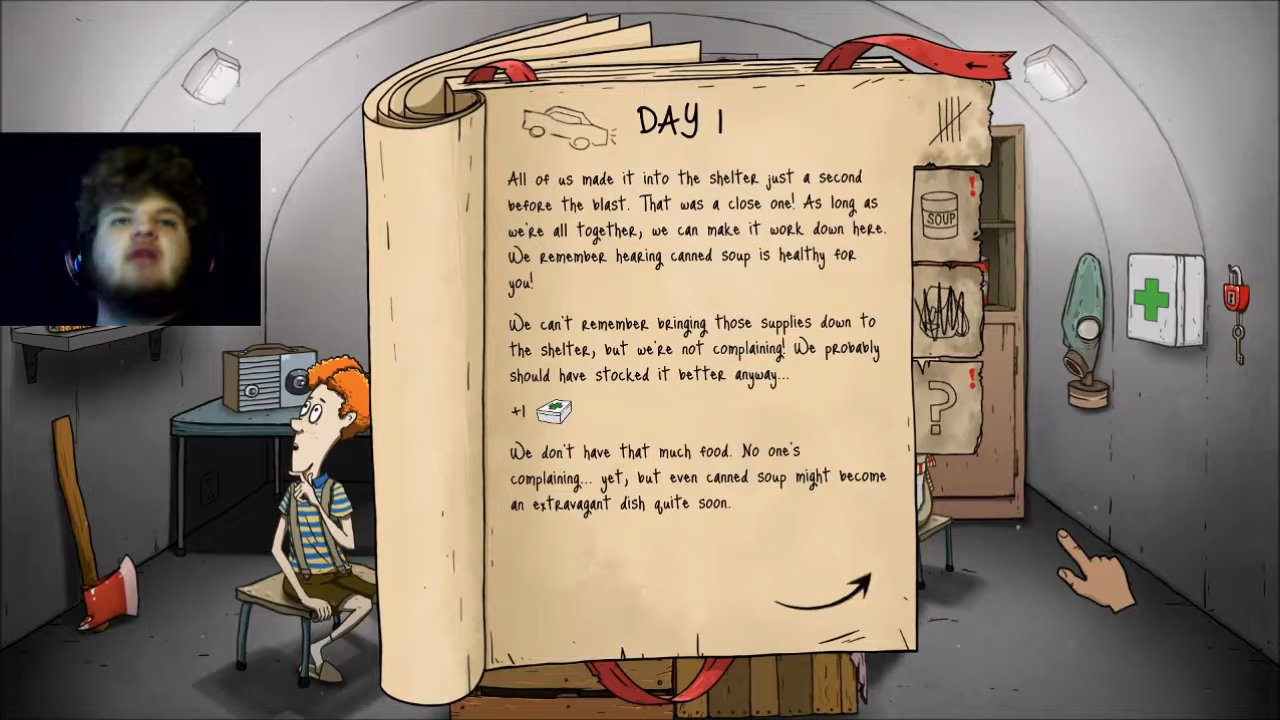 DAY 1
All of us made it into the shelter just a second
before the blast. That was a close one! As long as
we're all together, we can make it work down here.
We remember hearing canned soup is healthy for
you!
We can't remember bringing those supplies down to
the shelter, but we're not complaining! We probably
should have stocked it better anyway...
+1
We don't have that much food. No one's
complaining... yet, but even canned soup might become
an extravagant dish quite soon.
!
SOUP
!
?